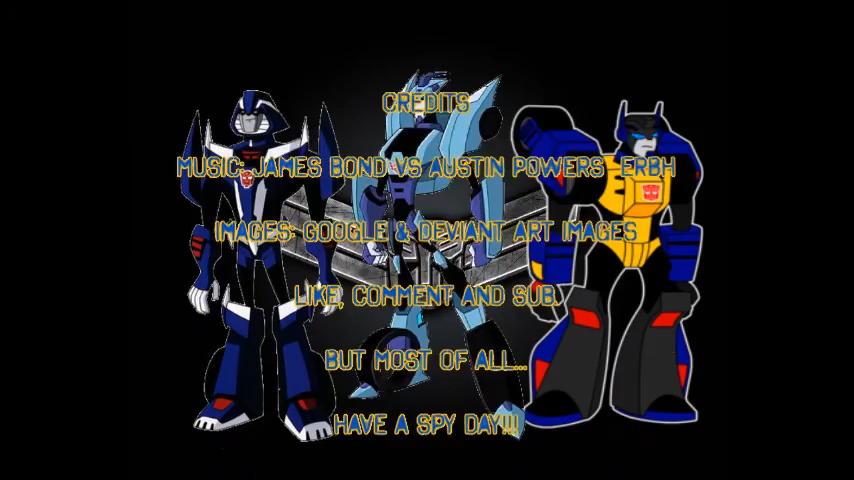 CREDITS
MUSIC: JAMES BOND VS AUSTIN POWERS ERBH
IMAGES: GOOGLE & DEVIANT ART IMAGES
LIKE, COMMENT AND SUB.
BUT MOST OF ALL...
HAVE A SPY DAY!!!